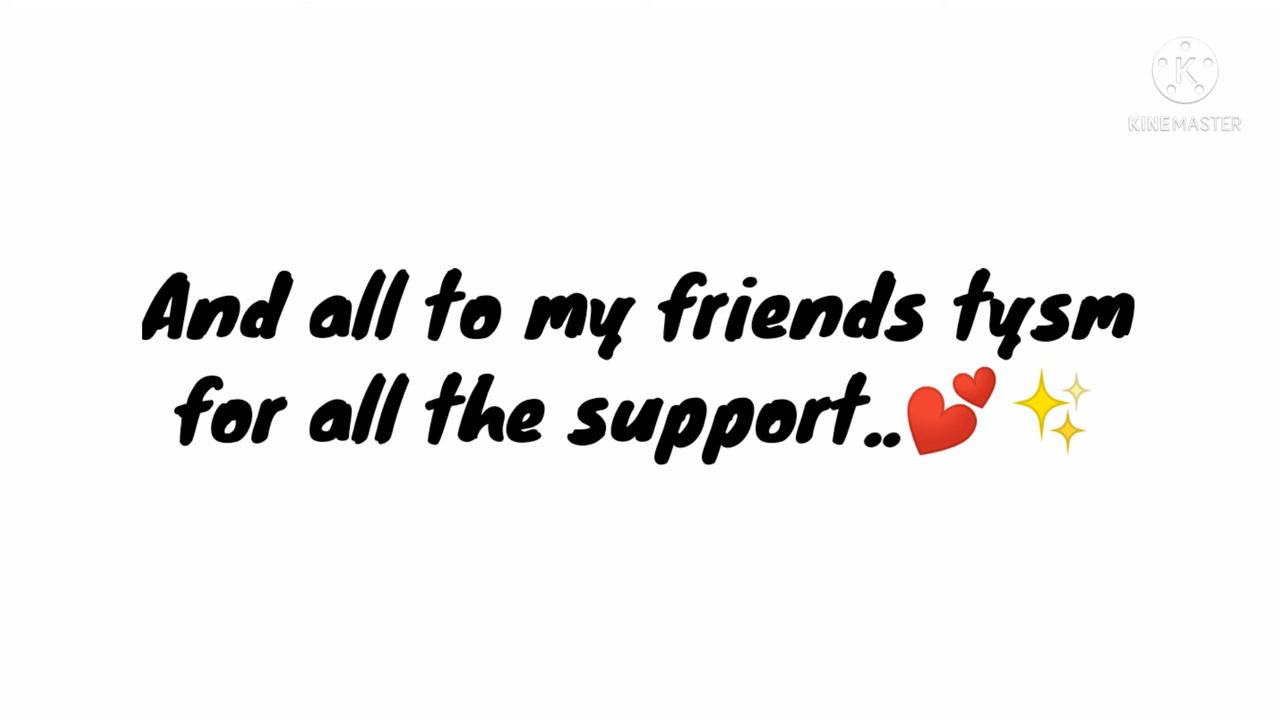 KINEMASTER
And all to my friends tysm
for all the support..💕✨